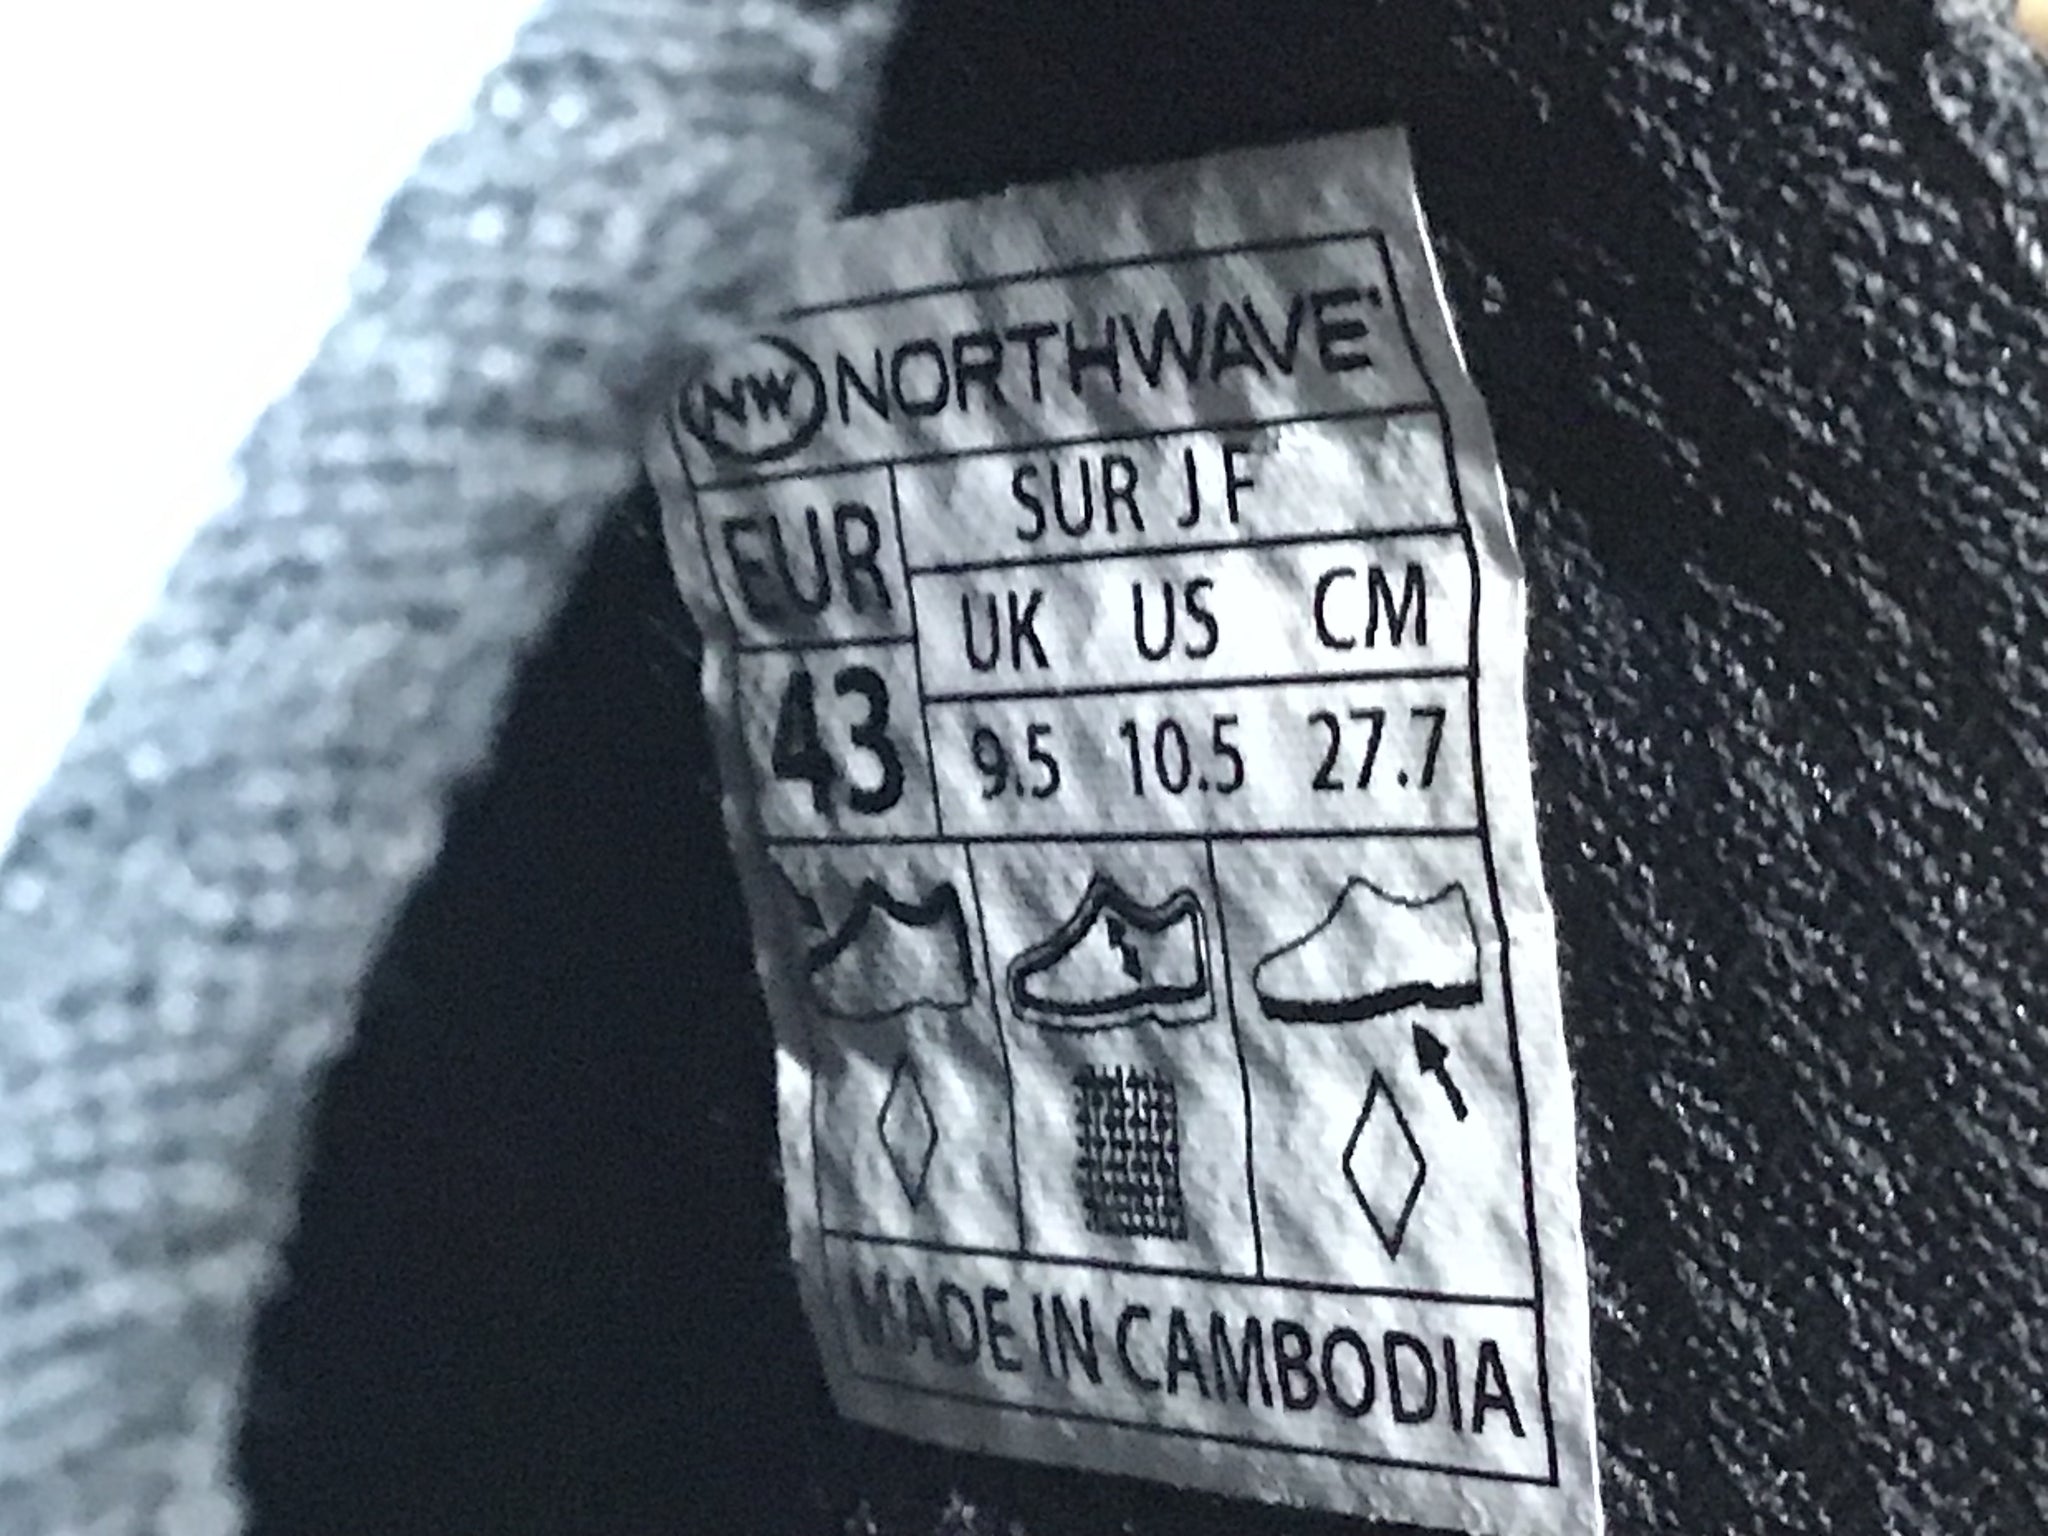 NW NORTHWAVE
EUR SUR J F
UK US CM
43 9.5 10.5 27.7
MADE IN CAMBODIA